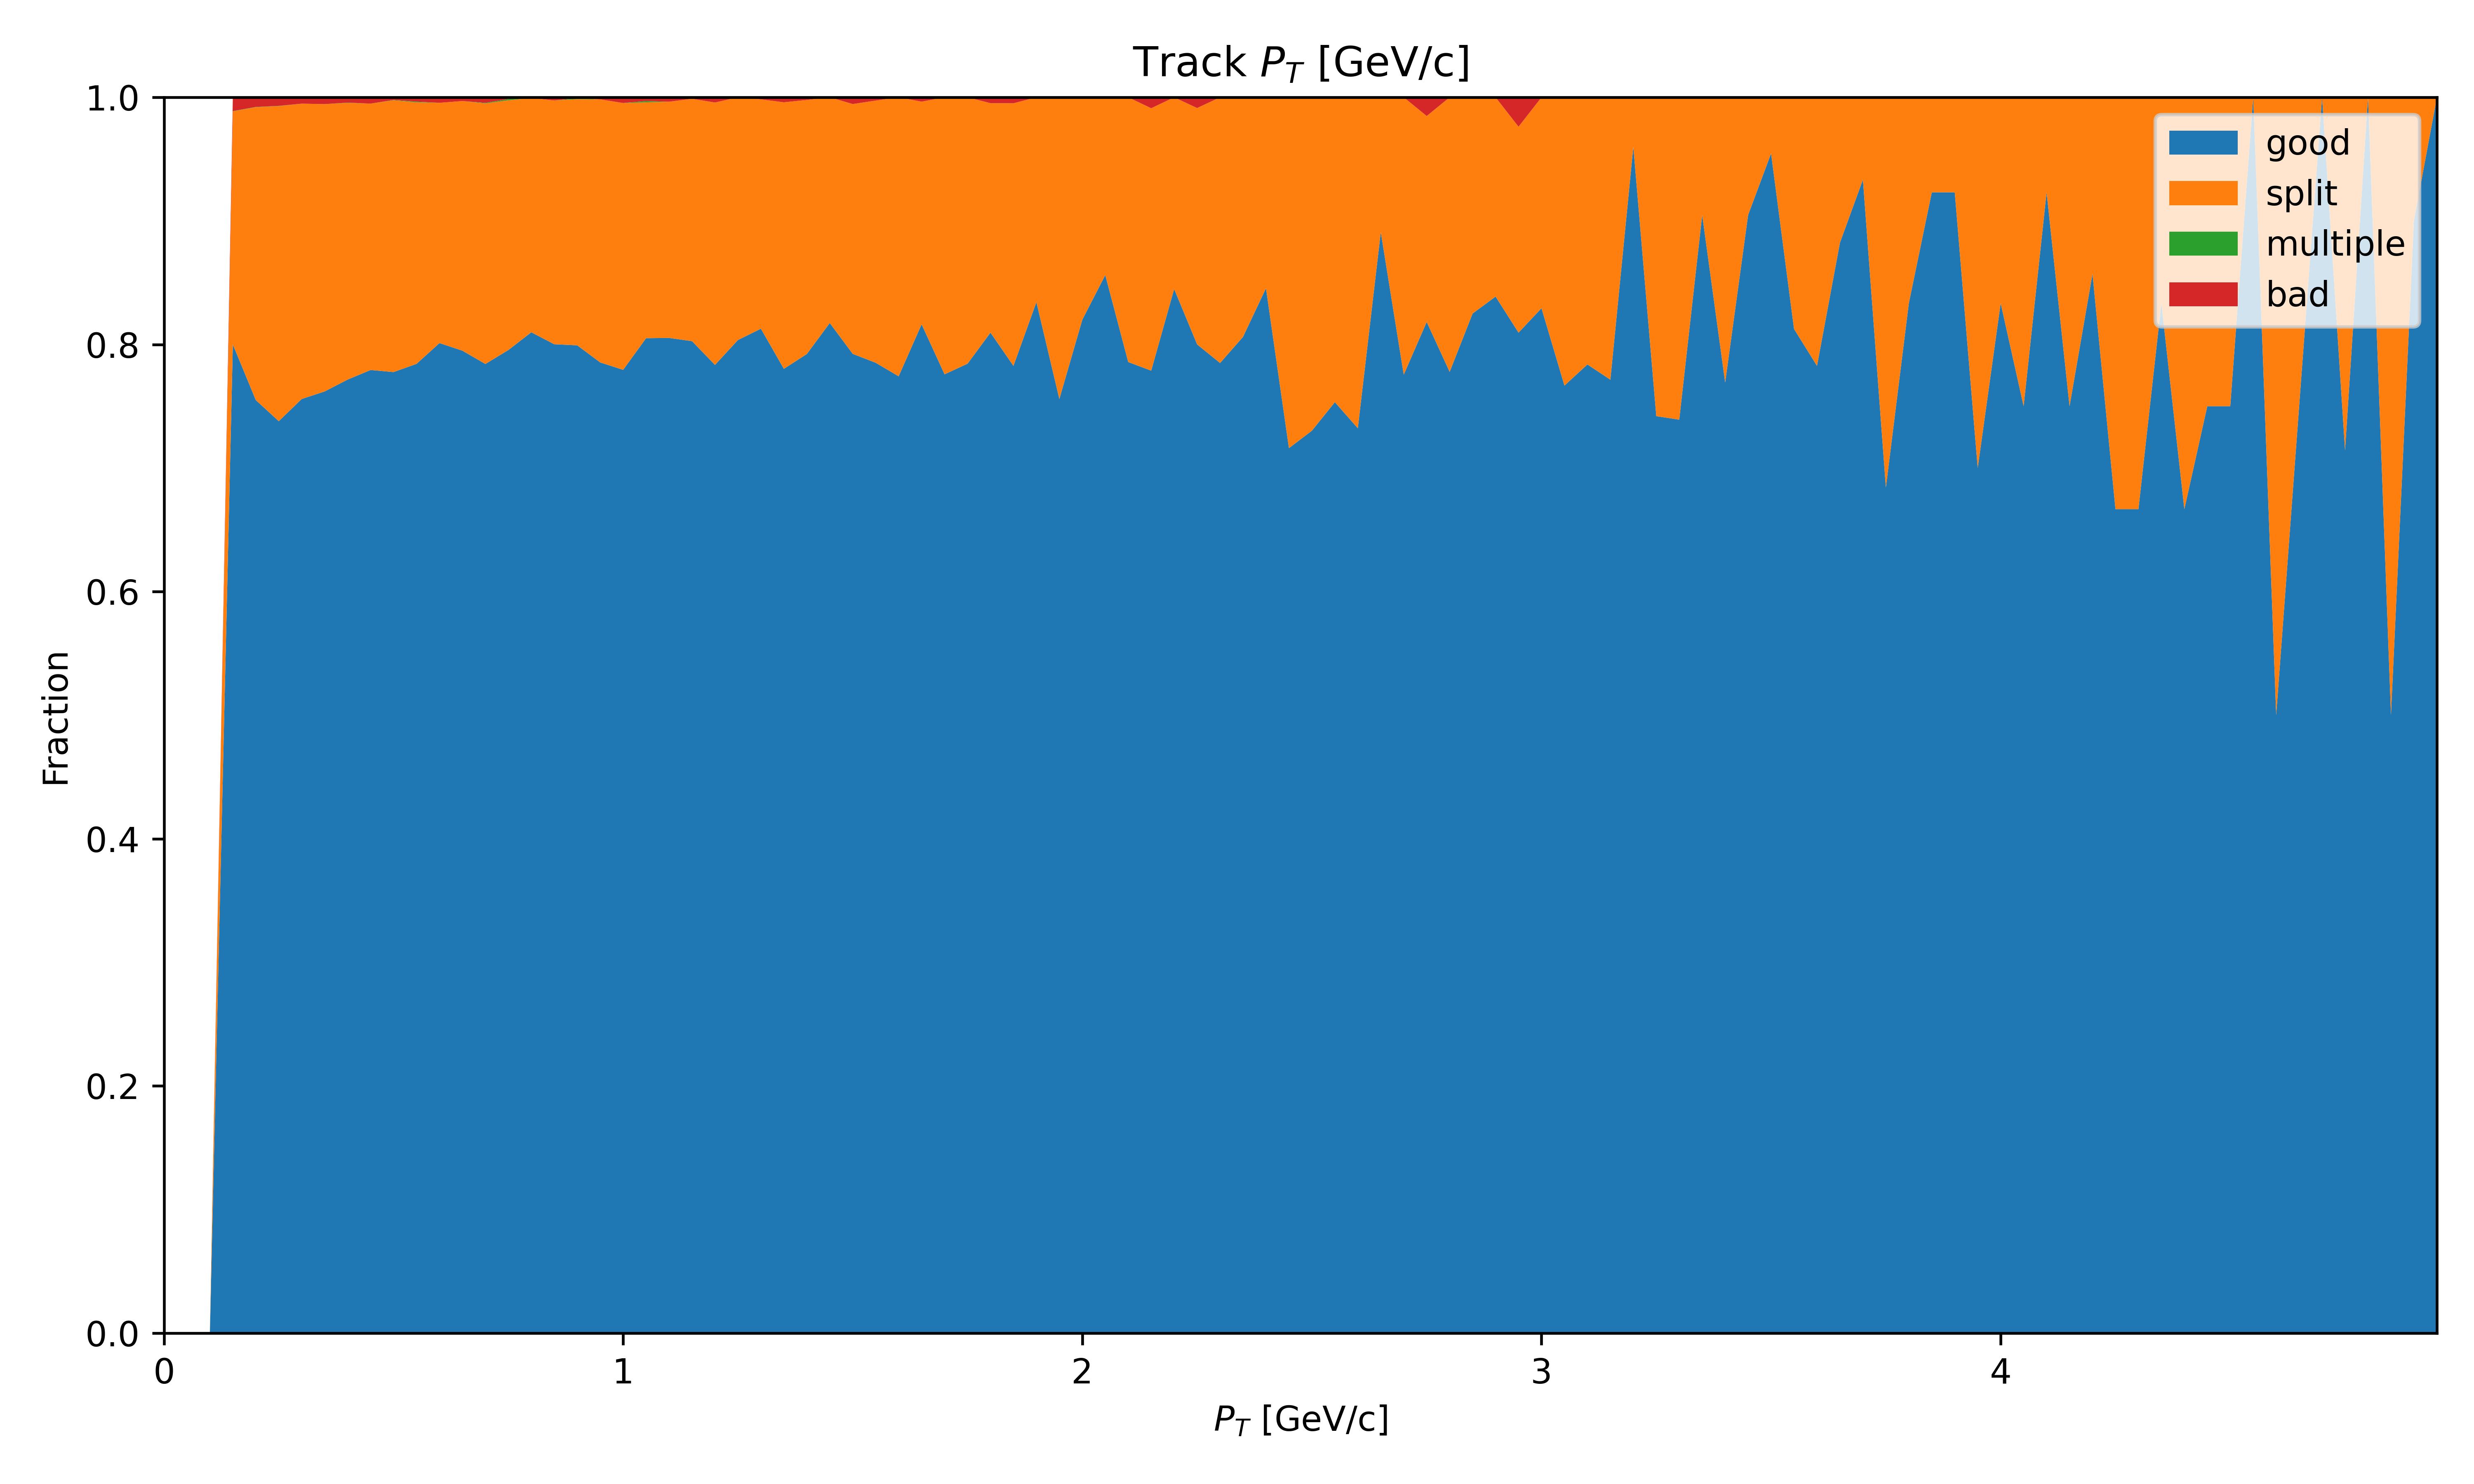 Track P_T [GeV/c]
1.0
0.8
0.6
0.4
0.2
0.0
Fraction
good
split
multiple
bad
0 1 2 3 4
P_T [GeV/c]